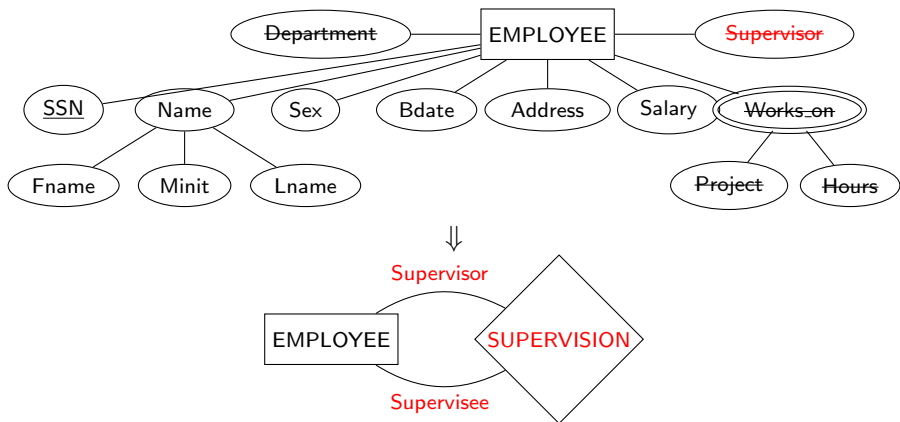 Department EMPLOYEE Supervisor
SSN Name Sex Bdate Address Salary Works_on
Fname Minit Lname Project Hours
⇓
Supervisor
EMPLOYEE SUPERVISION
Supervisee